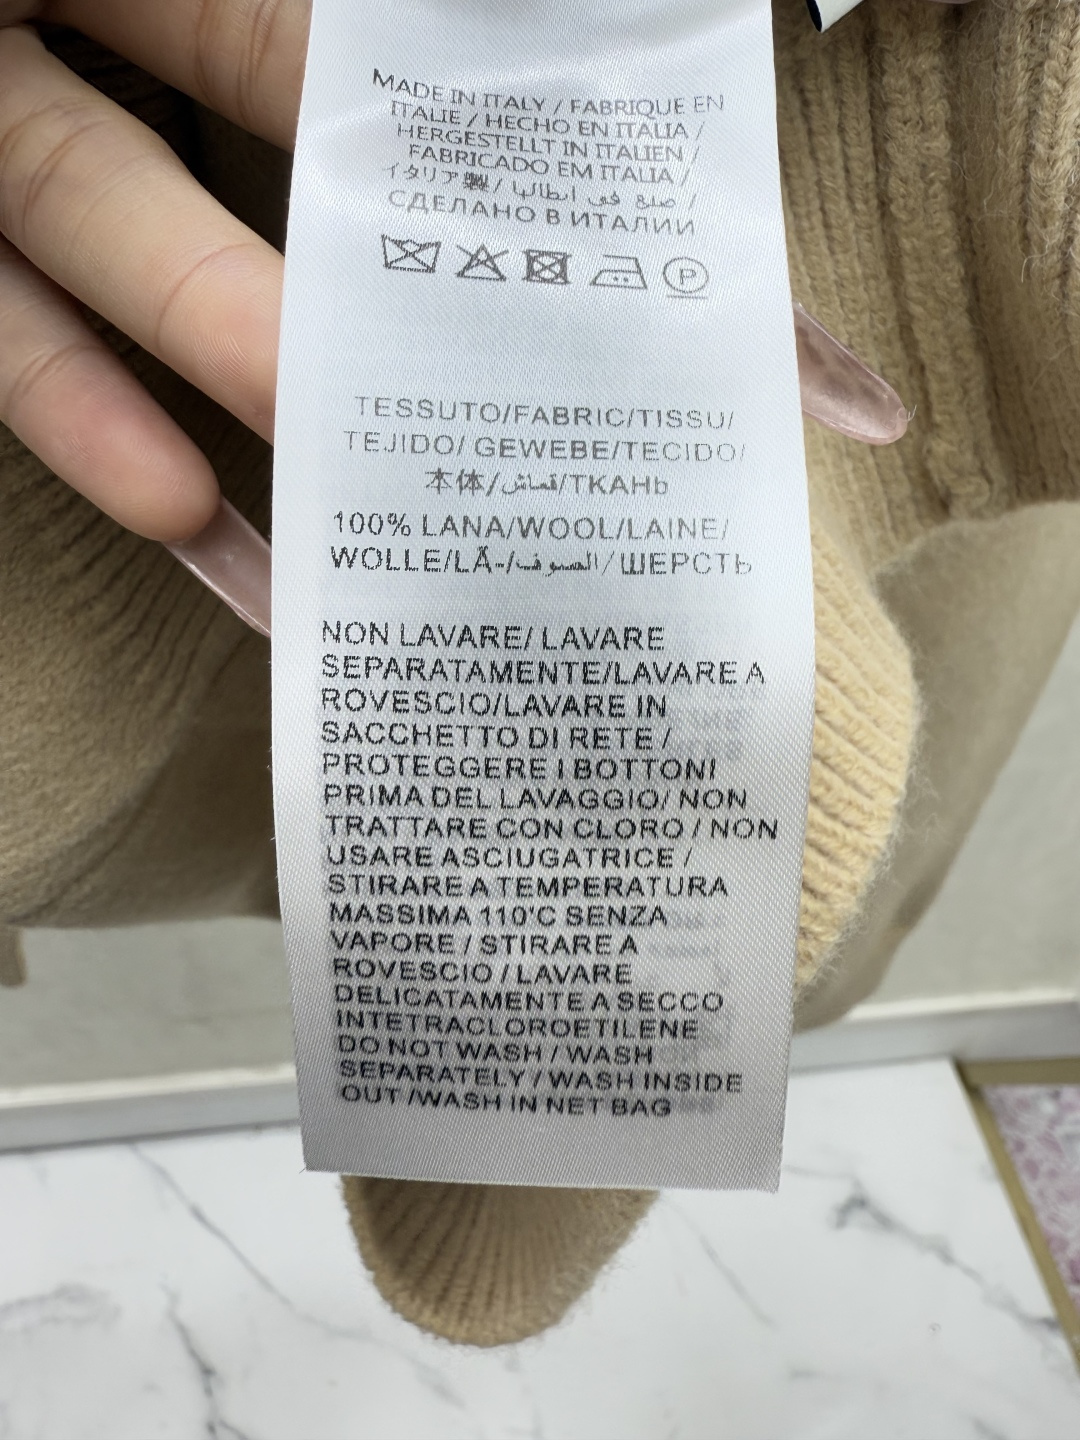 MADE IN ITALY / FABRIQUE EN
ITALIE / HECHO EN ITALIA /
HERGESTELLT IN ITALIEN /
FABRICADO EM ITALIA /
イタリア製 / صلع فى ايطاليا /
СДЕЛАНО В ИТАЛИИ
P
TESSUTO/FABRIC/TISSU/
TEJIDO/ GEWEBE/TECIDO/
本体/قماش/ТКАНЬ
100% LANA/WOOL/LAINE/
WOLLE/LÃ-/الصوف/ШЕРСТЬ
NON LAVARE/ LAVARE
SEPARATAMENTE/LAVARE A
ROVESCIO/LAVARE IN
SACCHETTO DI RETE /
PROTEGGERE I BOTTONI
PRIMA DEL LAVAGGIO/ NON
TRATTARE CON CLORO / NON
USARE ASCIUGATRICE /
STIRARE A TEMPERATURA
MASSIMA 110'C SENZA
VAPORE / STIRARE A
ROVESCIO / LAVARE
DELICATAMENTE A SECCO
INTETRACLOROETILENE
DO NOT WASH / WASH
SEPARATELY / WASH INSIDE
OUT /WASH IN NET BAG